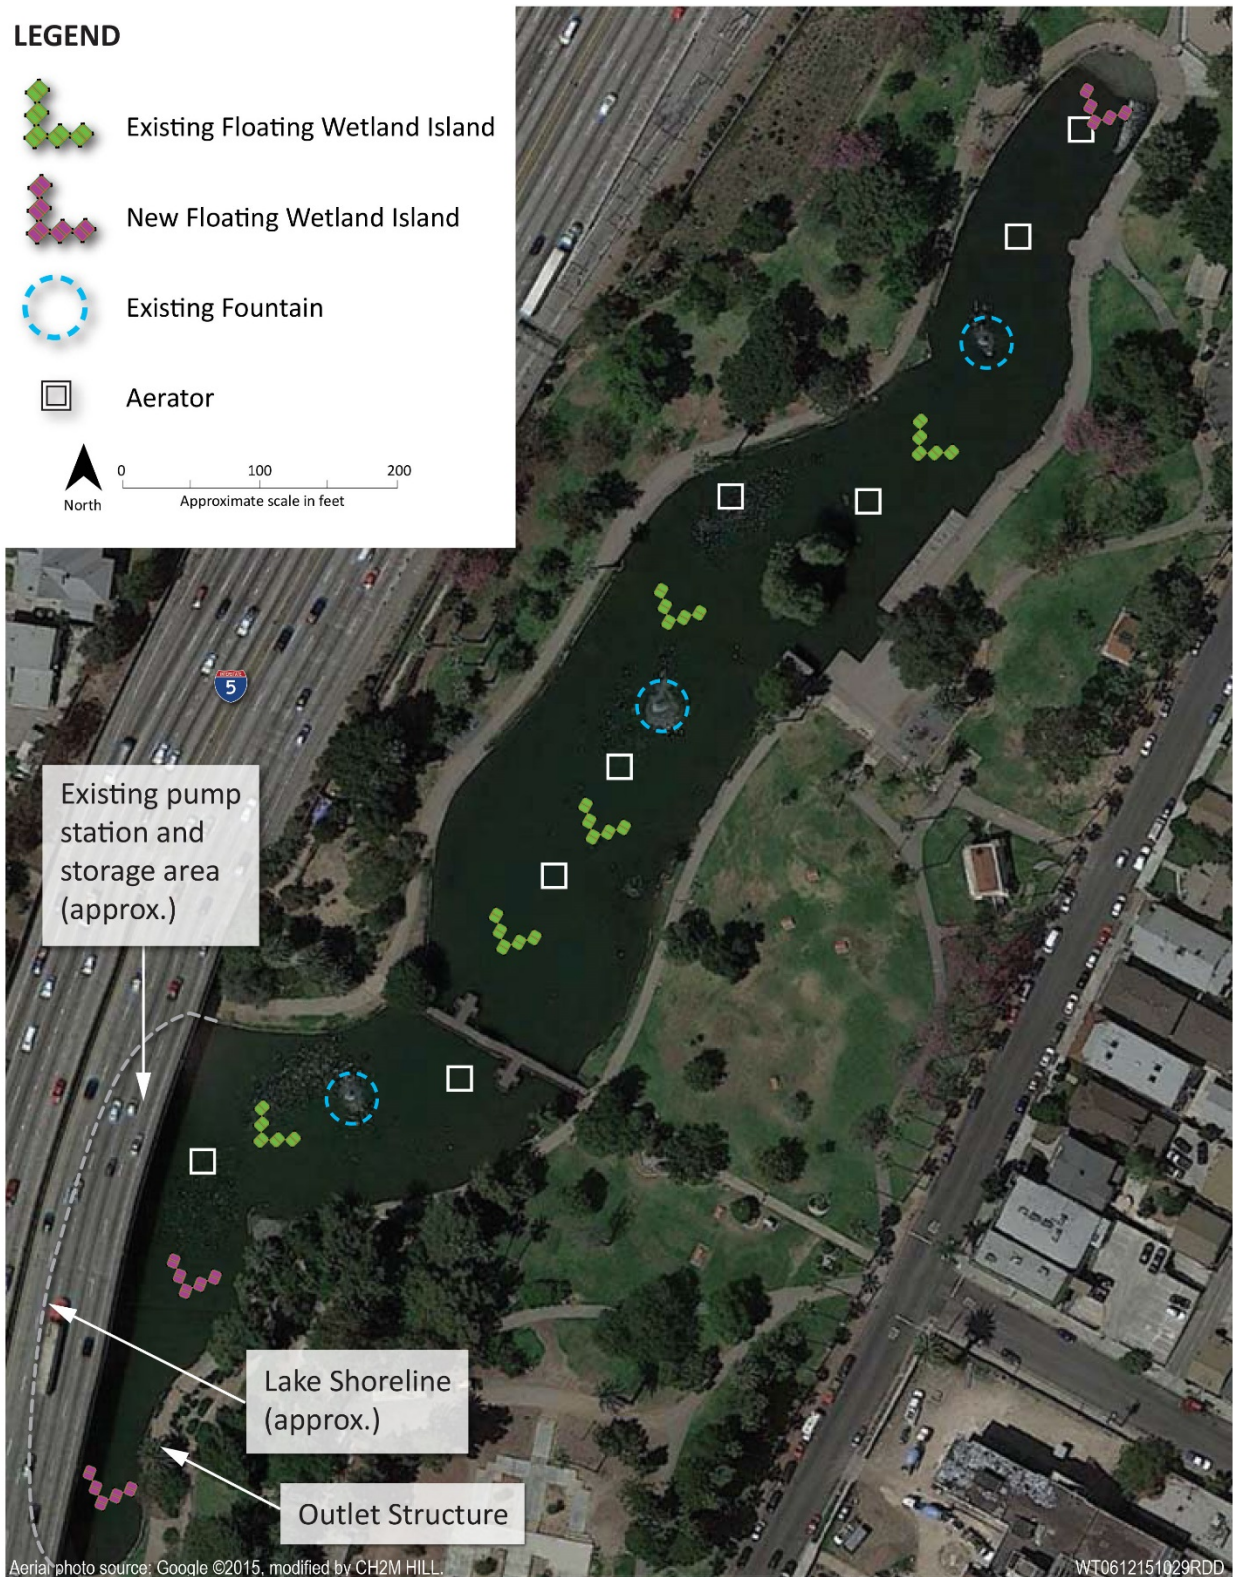 LEGEND
Existing Floating Wetland Island
New Floating Wetland Island
Existing Fountain
Aerator
North
0 100 200
Approximate scale in feet
INTERSTATE
5
Existing pump
station and
storage area
(approx.)
Lake Shoreline
(approx.)
Outlet Structure
Aerial photo source: Google ©2015, modified by CH2M HILL.
WT0612151029RDD